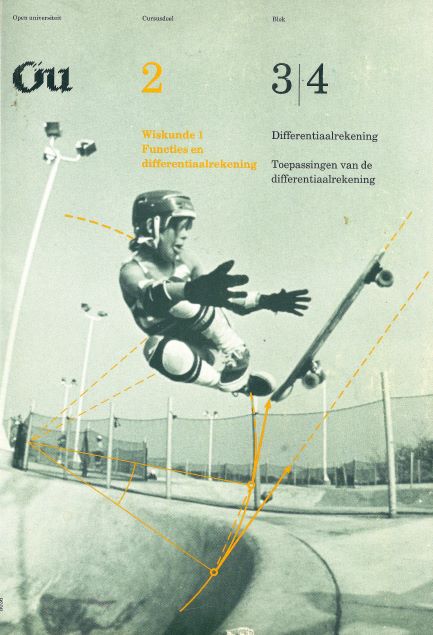 Open universiteit
Cursusdeel
Blok
Ou
2
3|4
Wiskunde 1
Functies en
differentiaalrekening
Differentiaalrekening
Toepassingen van de
differentiaalrekening